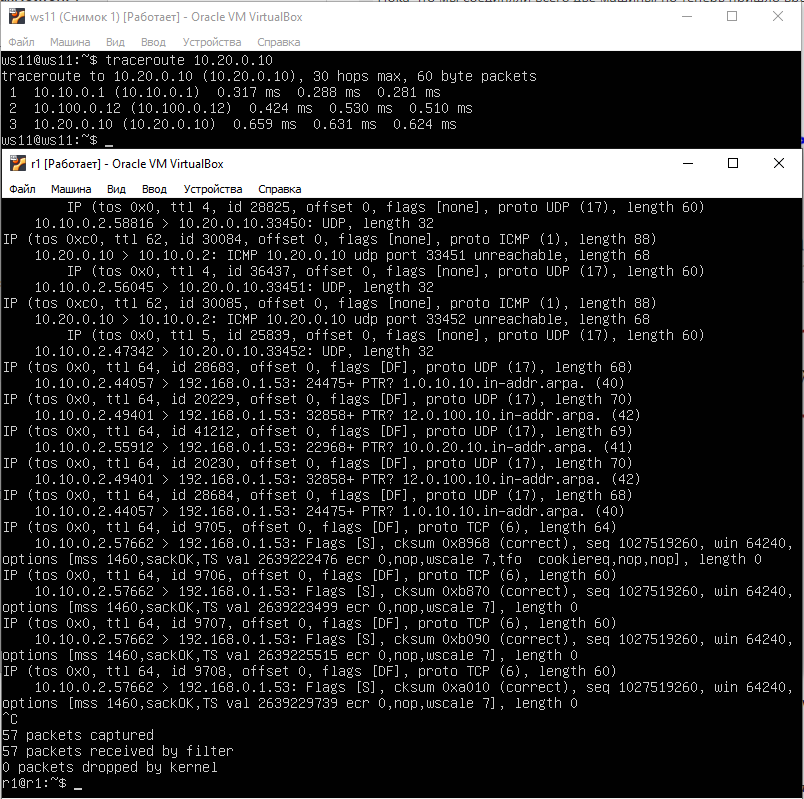 ws11 (Снимок 1) [Работает] - Oracle VM VirtualBox
Файл Машина Вид Ввод Устройства Справка
ws11@ws11:~$ traceroute 10.20.0.10
traceroute to 10.20.0.10 (10.20.0.10), 30 hops max, 60 byte packets
1 10.10.0.1 (10.10.0.1) 0.317 ms 0.288 ms 0.281 ms
2 10.100.0.12 (10.100.0.12) 0.424 ms 0.530 ms 0.510 ms
3 10.20.0.10 (10.20.0.10) 0.659 ms 0.631 ms 0.624 ms
ws11@ws11:~$ _
r1 [Работает] - Oracle VM VirtualBox
Файл Машина Вид Ввод Устройства Справка
IP (tos 0x0, ttl 4, id 28825, offset 0, flags [none], proto UDP (17), length 60)
10.10.0.2.58816 > 10.20.0.10.33450: UDP, length 32
IP (tos 0xc0, ttl 62, id 30084, offset 0, flags [none], proto ICMP (1), length 88)
10.20.0.10 > 10.10.0.2: ICMP 10.20.0.10 udp port 33451 unreachable, length 68
IP (tos 0x0, ttl 4, id 36437, offset 0, flags [none], proto UDP (17), length 60)
10.10.0.2.56045 > 10.20.0.10.33451: UDP, length 32
IP (tos 0xc0, ttl 62, id 30085, offset 0, flags [none], proto ICMP (1), length 88)
10.20.0.10 > 10.10.0.2: ICMP 10.20.0.10 udp port 33452 unreachable, length 68
IP (tos 0x0, ttl 5, id 25839, offset 0, flags [none], proto UDP (17), length 60)
10.10.0.2.47342 > 10.20.0.10.33452: UDP, length 32
IP (tos 0x0, ttl 64, id 28683, offset 0, flags [DF], proto UDP (17), length 68)
10.10.0.2.44057 > 192.168.0.1.53: 24475+ PTR? 1.0.10.10.in-addr.arpa. (40)
IP (tos 0x0, ttl 64, id 20229, offset 0, flags [DF], proto UDP (17), length 70)
10.10.0.2.49401 > 192.168.0.1.53: 32858+ PTR? 12.0.100.10.in-addr.arpa. (42)
IP (tos 0x0, ttl 64, id 41212, offset 0, flags [DF], proto UDP (17), length 69)
10.10.0.2.55912 > 192.168.0.1.53: 22968+ PTR? 10.0.20.10.in-addr.arpa. (41)
IP (tos 0x0, ttl 64, id 20230, offset 0, flags [DF], proto UDP (17), length 70)
10.10.0.2.49401 > 192.168.0.1.53: 32858+ PTR? 12.0.100.10.in-addr.arpa. (42)
IP (tos 0x0, ttl 64, id 28684, offset 0, flags [DF], proto UDP (17), length 68)
10.10.0.2.44057 > 192.168.0.1.53: 24475+ PTR? 1.0.10.10.in-addr.arpa. (40)
IP (tos 0x0, ttl 64, id 9705, offset 0, flags [DF], proto TCP (6), length 64)
10.10.0.2.57662 > 192.168.0.1.53: Flags [S], cksum 0x8968 (correct), seq 1027519260, win 64240,
options [mss 1460,sackOK,TS val 2639222476 ecr 0,nop,wscale 7,tfo cookiereq,nop,nop], length 0
IP (tos 0x0, ttl 64, id 9706, offset 0, flags [DF], proto TCP (6), length 60)
10.10.0.2.57662 > 192.168.0.1.53: Flags [S], cksum 0xb870 (correct), seq 1027519260, win 64240,
options [mss 1460,sackOK,TS val 2639223499 ecr 0,nop,wscale 7], length 0
IP (tos 0x0, ttl 64, id 9707, offset 0, flags [DF], proto TCP (6), length 60)
10.10.0.2.57662 > 192.168.0.1.53: Flags [S], cksum 0xb090 (correct), seq 1027519260, win 64240,
options [mss 1460,sackOK,TS val 2639225515 ecr 0,nop,wscale 7], length 0
IP (tos 0x0, ttl 64, id 9708, offset 0, flags [DF], proto TCP (6), length 60)
10.10.0.2.57662 > 192.168.0.1.53: Flags [S], cksum 0xa010 (correct), seq 1027519260, win 64240,
options [mss 1460,sackOK,TS val 2639229739 ecr 0,nop,wscale 7], length 0
^C
57 packets captured
57 packets received by filter
0 packets dropped by kernel
r1@r1:~$ _